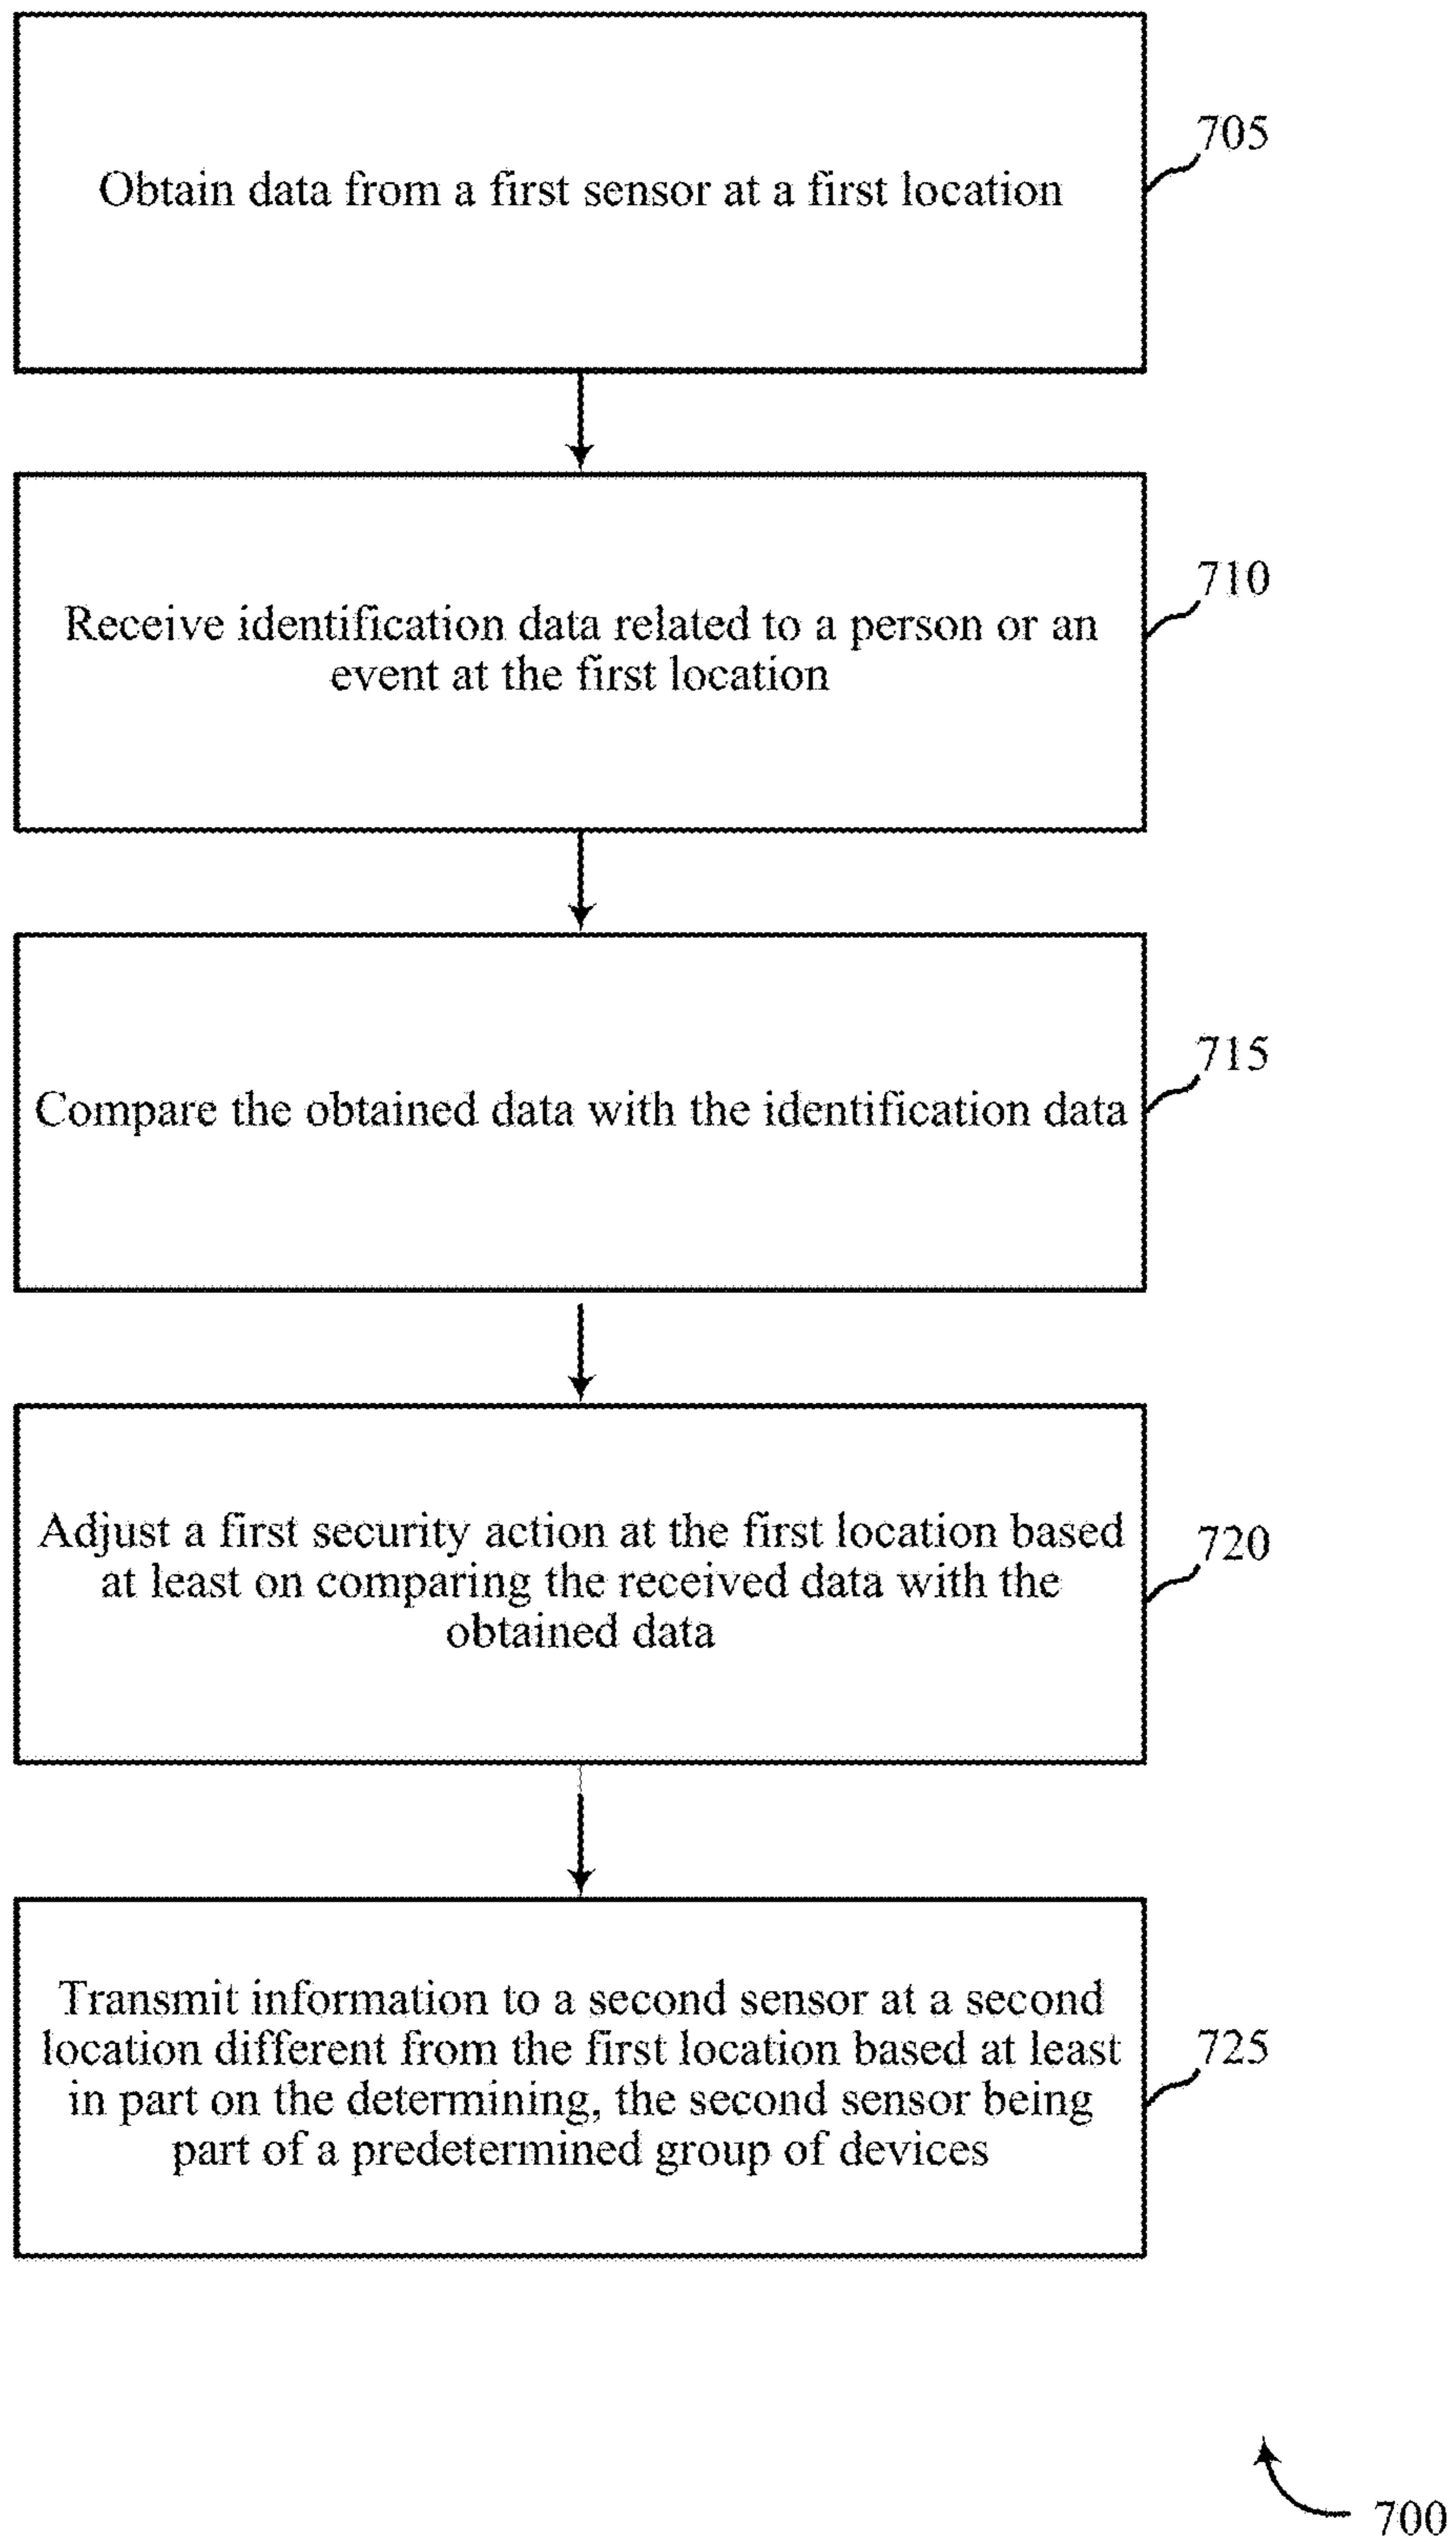 Obtain data from a first sensor at a first location
705
Receive identification data related to a person or an
event at the first location
710
Compare the obtained data with the identification data
715
Adjust a first security action at the first location based
at least on comparing the received data with the
obtained data
720
Transmit information to a second sensor at a second
location different from the first location based at least
in part on the determining, the second sensor being
part of a predetermined group of devices
725
700